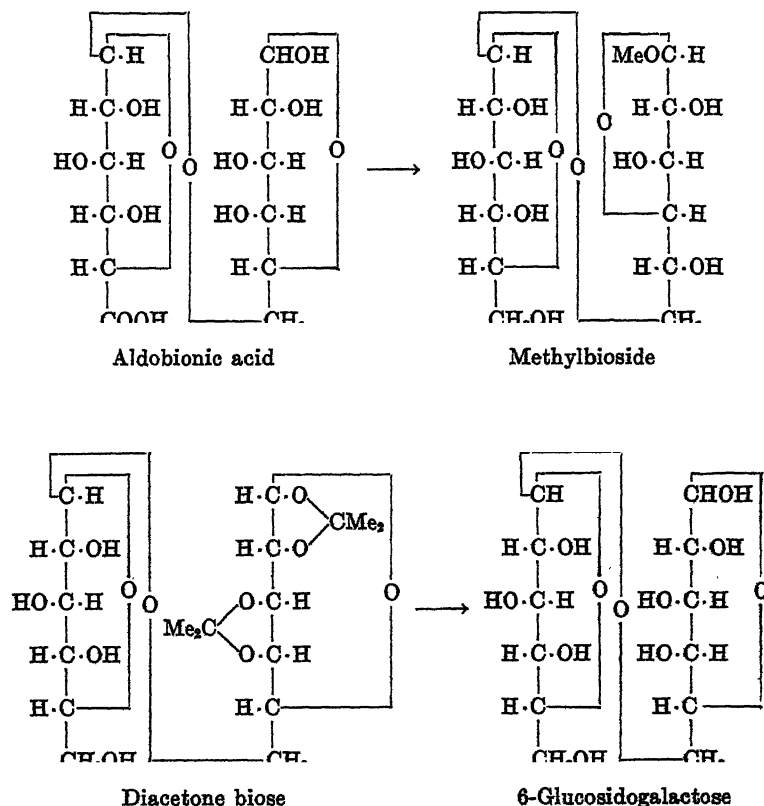 C·H CHOH C·H MeOC·H
H·C·OH H·C·OH H·C·OH O H·C·OH
HO·C·H O O HO·C·H O → HO·C·H O O HO·C·H
H·C·OH HO·C·H H·C·OH C·H
H·C H·C H·C H·C·OH
COOH CH₂ CH₂OH CH₂
Aldobionic acid Methylbioside
C·H H·C·O CH CHOH
CMe₂
H·C·OH H·C·O H·C·OH H·C·OH
HO·C·H O O O·C·H O → HO·C·H O O HO·C·H O
Me₂C
H·C·OH O·C·H H·C·OH HO·C·H
H·C H·C H·C H·C
CH₂OH CH₂ CH₂OH CH₂
Diacetone biose 6-Glucosidogalactose